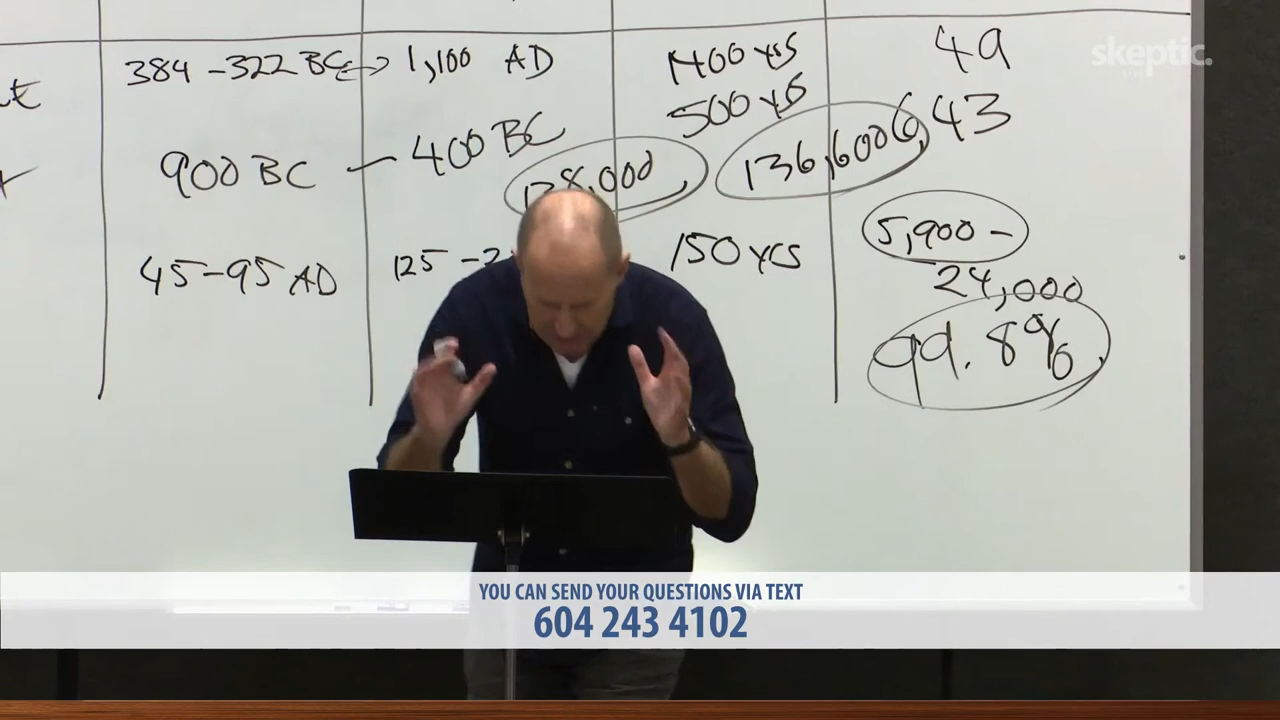 384 - 322 BC → 1,100 AD 1400 yrs 49
skeptic.
500 yrs
900 BC — 400 BC 136,600 643
5,900 -
45-95 AD 125 - 150 yrs
24,000
99.8%
YOU CAN SEND YOUR QUESTIONS VIA TEXT
604 243 4102